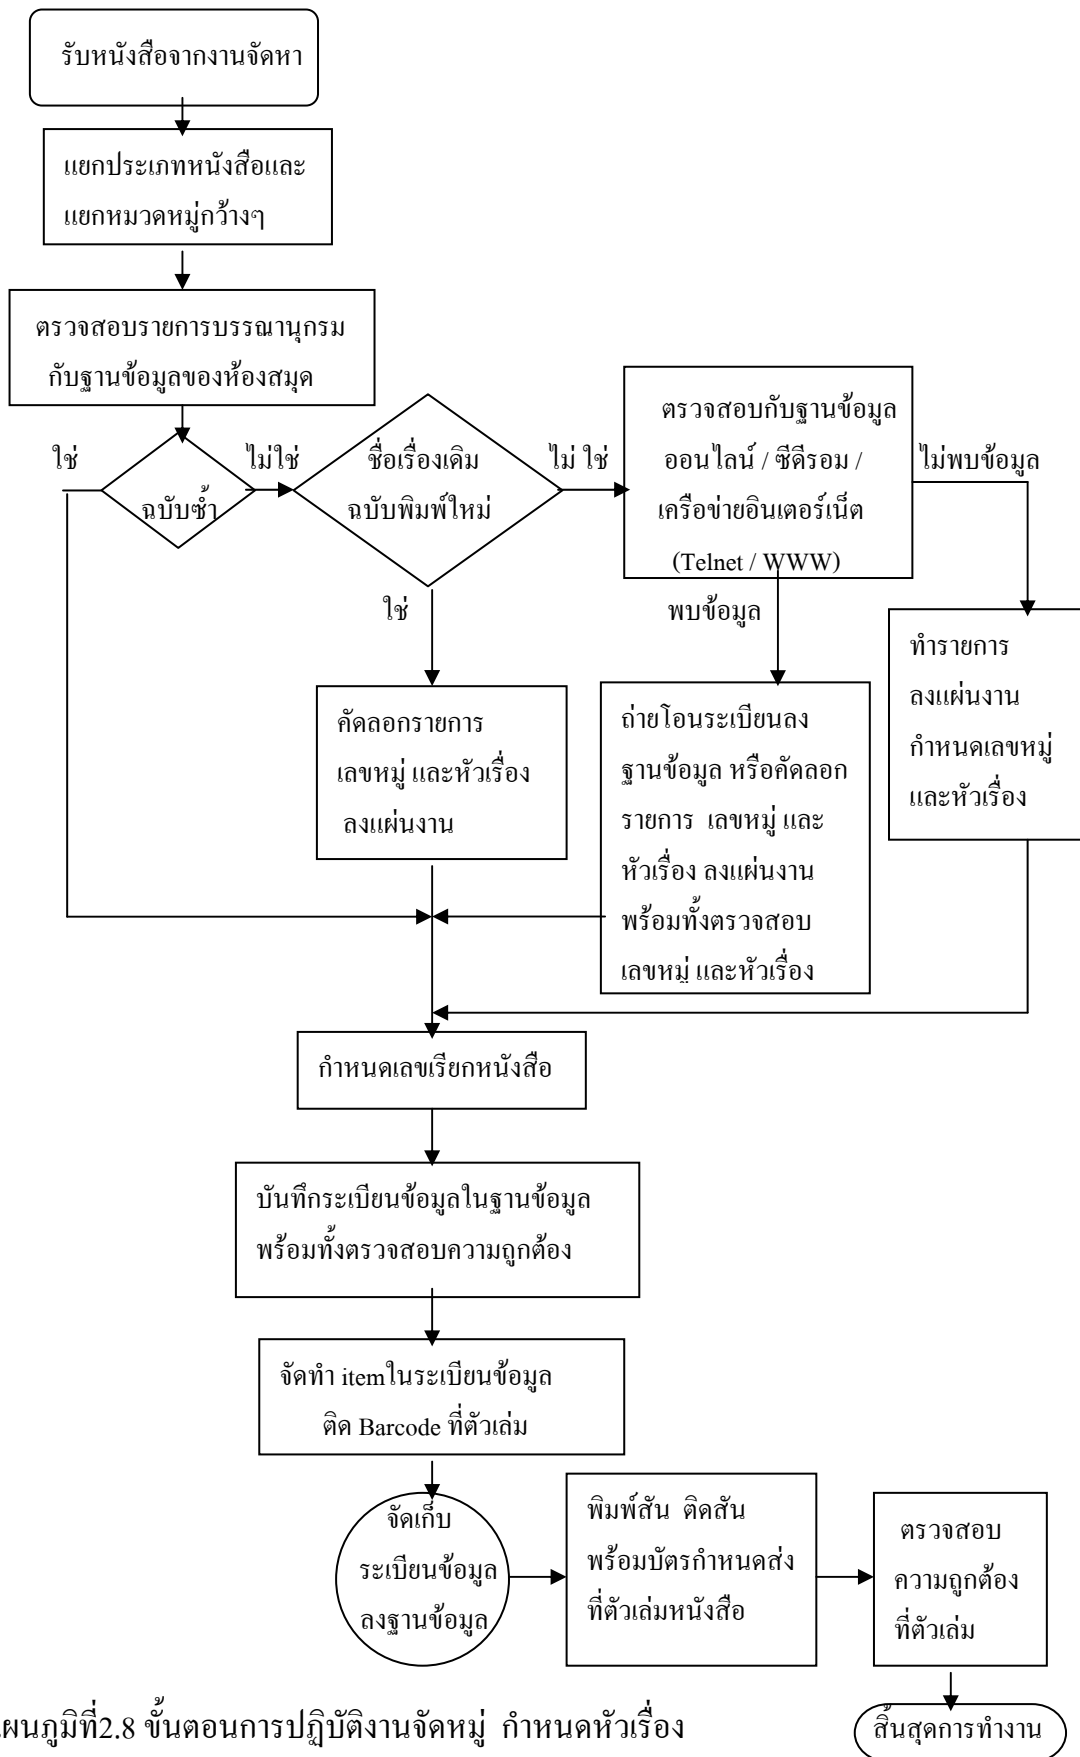 รับหนังสือจากงานจัดหา
แยกประเภทหนังสือและ
แยกหมวดหมู่กว้างๆ
ตรวจสอบรายการบรรณานุกรม
กับฐานข้อมูลของห้องสมุด
ใช่
ฉบับซ้ำ
ไม่ใช่
ชื่อเรื่องเดิม
ฉบับพิมพ์ใหม่
ไม่ ใช่
ตรวจสอบกับฐานข้อมูล
ออนไลน์ / ซีดีรอม /
เครือข่ายอินเตอร์เน็ต
(Telnet / WWW)
ไม่พบข้อมูล
ใช่
พบข้อมูล
คัดลอกรายการ
เลขหมู่ และหัวเรื่อง
ลงแผ่นงาน
ถ่ายโอนระเบียนลง
ฐานข้อมูล หรือคัดลอก
รายการ เลขหมู่ และ
หัวเรื่อง ลงแผ่นงาน
พร้อมทั้งตรวจสอบ
เลขหมู่ และหัวเรื่อง
ทำรายการ
ลงแผ่นงาน
กำหนดเลขหมู่
และหัวเรื่อง
กำหนดเลขเรียกหนังสือ
บันทึกระเบียนข้อมูลในฐานข้อมูล
พร้อมทั้งตรวจสอบความถูกต้อง
จัดทำ itemในระเบียนข้อมูล
ติด Barcode ที่ตัวเล่ม
จัดเก็บ
ระเบียนข้อมูล
ลงฐานข้อมูล
พิมพ์สัน ติดสัน
พร้อมบัตรกำหนดส่ง
ที่ตัวเล่มหนังสือ
ตรวจสอบ
ความถูกต้อง
ที่ตัวเล่ม
สิ้นสุดการทำงาน
ผนภูมิที่2.8 ขั้นตอนการปฏิบัติงานจัดหมู่ กำหนดหัวเรื่อง